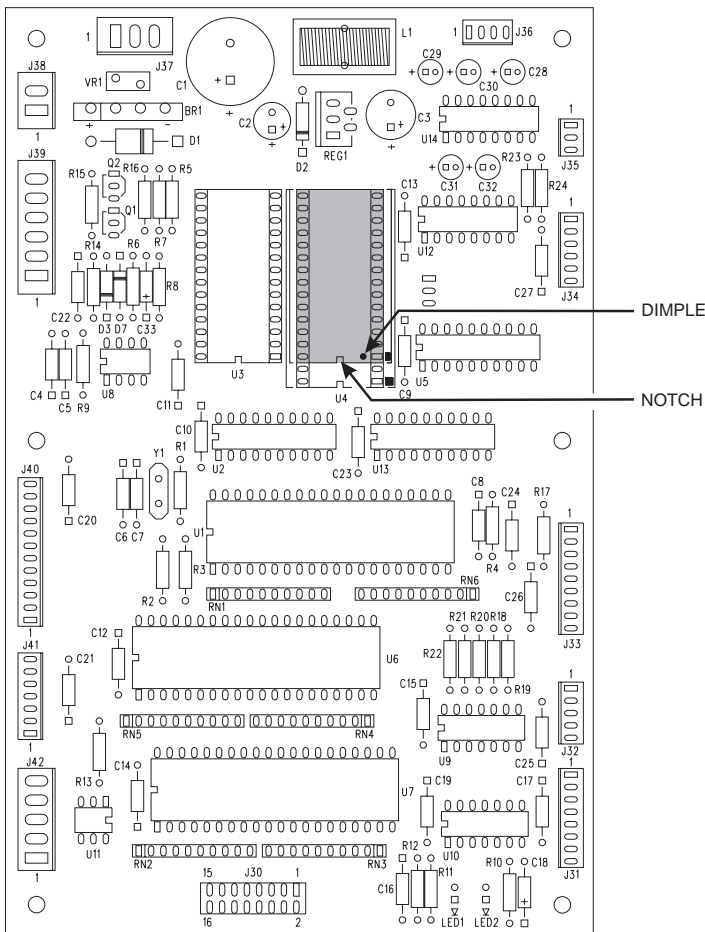 1
J37
L1
1
J36
J38
VR1
C1
+
+
C29
+
+
+
C28
C30
1
BR1
+
-
C2
+
C3
+
+
D1
D2
REG1
U14
1
J35
J39
Q2
R15
R16
R5
Q1
C31
C32
+
+
R23
R24
C13
R14
R6
R7
R8
U12
C27
J34
1
DIMPLE
C22
D3
D7
C33
+
U3
U4
U5
C9
NOTCH
C4
C5
R9
U8
C11
C10
U2
C23
U13
J40
Y1
R1
C20
C6
C7
U1
C8
C24
R17
R4
1
R2
R3
RN1
RN6
C26
J33
1
J41
C12
U6
R21
R20
R18
R22
R19
C21
C15
1
RN5
RN4
U9
C25
J32
1
J42
R13
C14
U7
C19
C17
1
U11
RN2
RN3
U10
R12
R11
R10
C18
+
J31
1
15
J30
1
16
2
C16
LED1
LED2